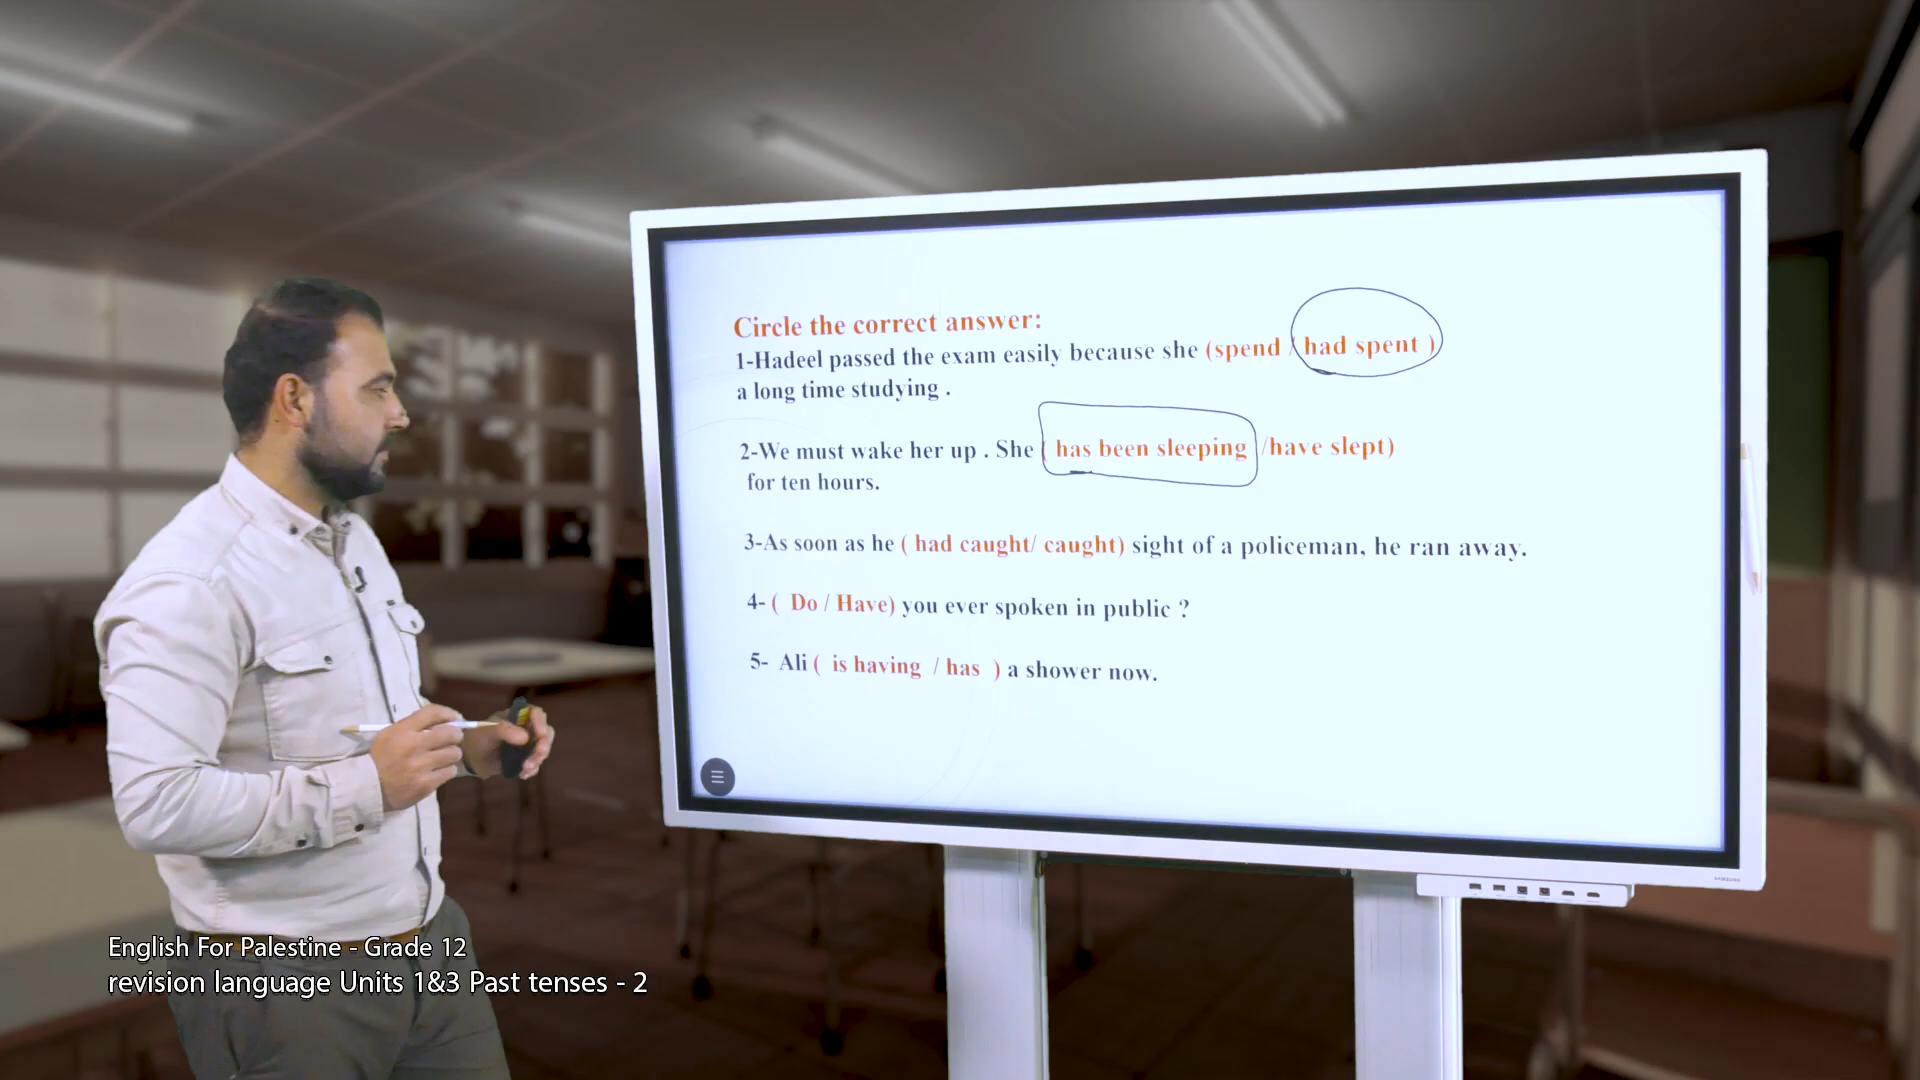 Circle the correct answer:
1-Hadeel passed the exam easily because she (spend / had spent )
a long time studying .
2-We must wake her up . She ( has been sleeping /have slept)
for ten hours.
3-As soon as he ( had caught/ caught) sight of a policeman, he ran away.
4- ( Do / Have) you ever spoken in public ?
5- Ali ( is having / has ) a shower now.
SAMSUNG
English For Palestine - Grade 12
revision language Units 1&3 Past tenses - 2